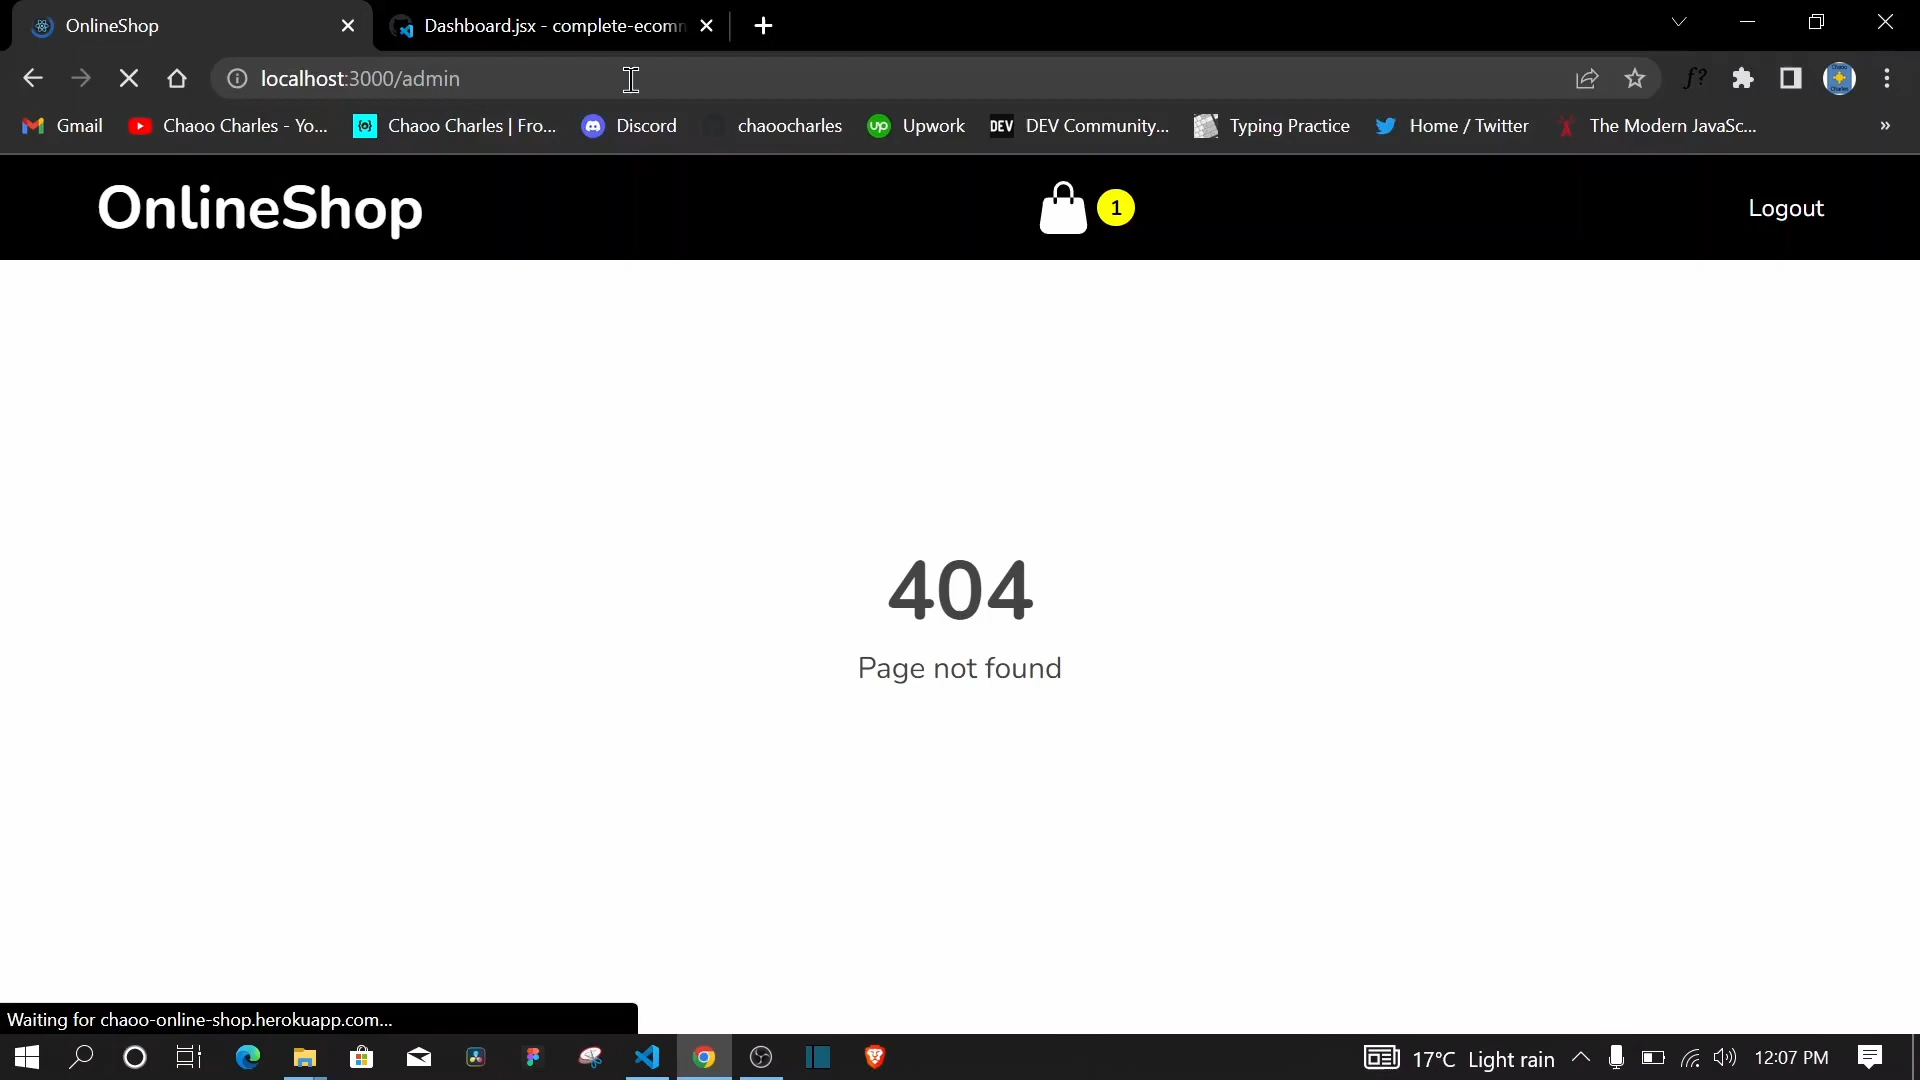 OnlineShop
Dashboard.jsx - complete-ecomm
localhost:3000/admin
f?
Gmail
Chaoo Charles - Yo...
Chaoo Charles | Fro...
Discord
chaoocharles
up Upwork
DEV DEV Community...
Typing Practice
Home / Twitter
The Modern JavaSc...
»
OnlineShop
1
Logout
404
Page not found
Waiting for chaoo-online-shop.herokuapp.com...
17°C Light rain
12:07 PM